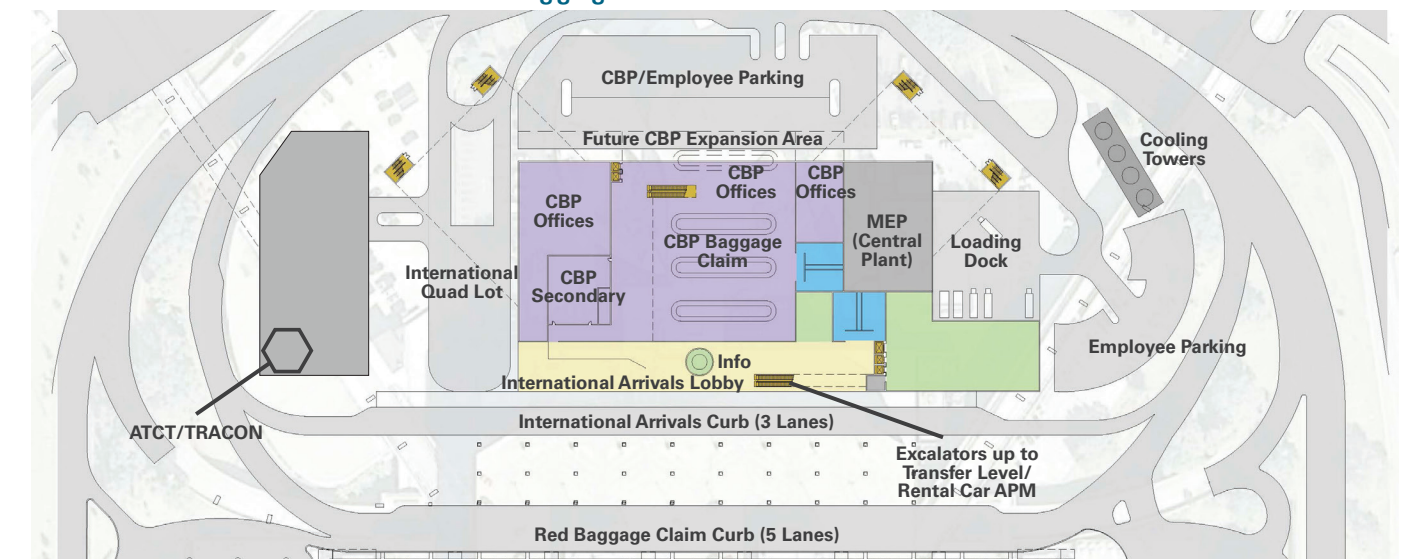 CBP/Employee Parking
Future CBP Expansion Area
Cooling
Towers
CBP
Offices
CBP
Offices
CBP
Offices
MEP
(Central
Plant)
Loading
Dock
CBP Baggage
Claim
International
Quad Lot
CBP
Secondary
Info
Employee Parking
International Arrivals Lobby
ATCT/TRACON
International Arrivals Curb (3 Lanes)
Excalators up to
Transfer Level/
Rental Car APM
Red Baggage Claim Curb (5 Lanes)